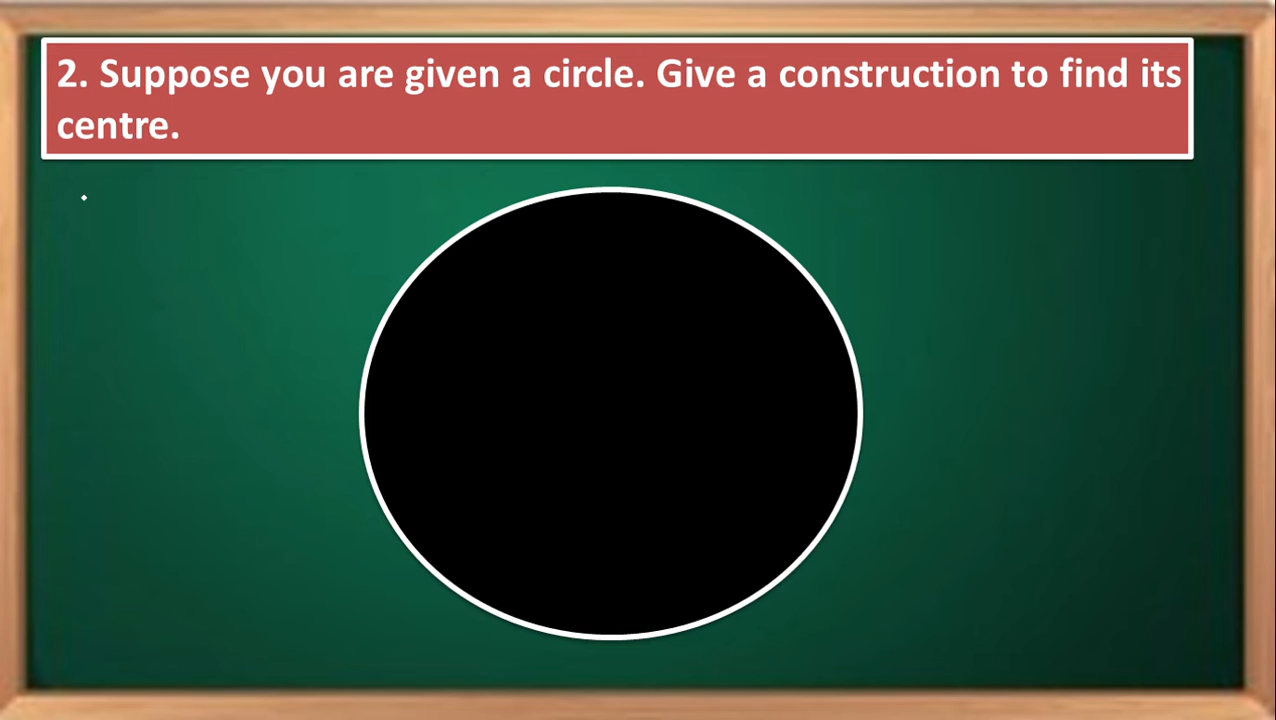 2. Suppose you are given a circle. Give a construction to find its
centre.